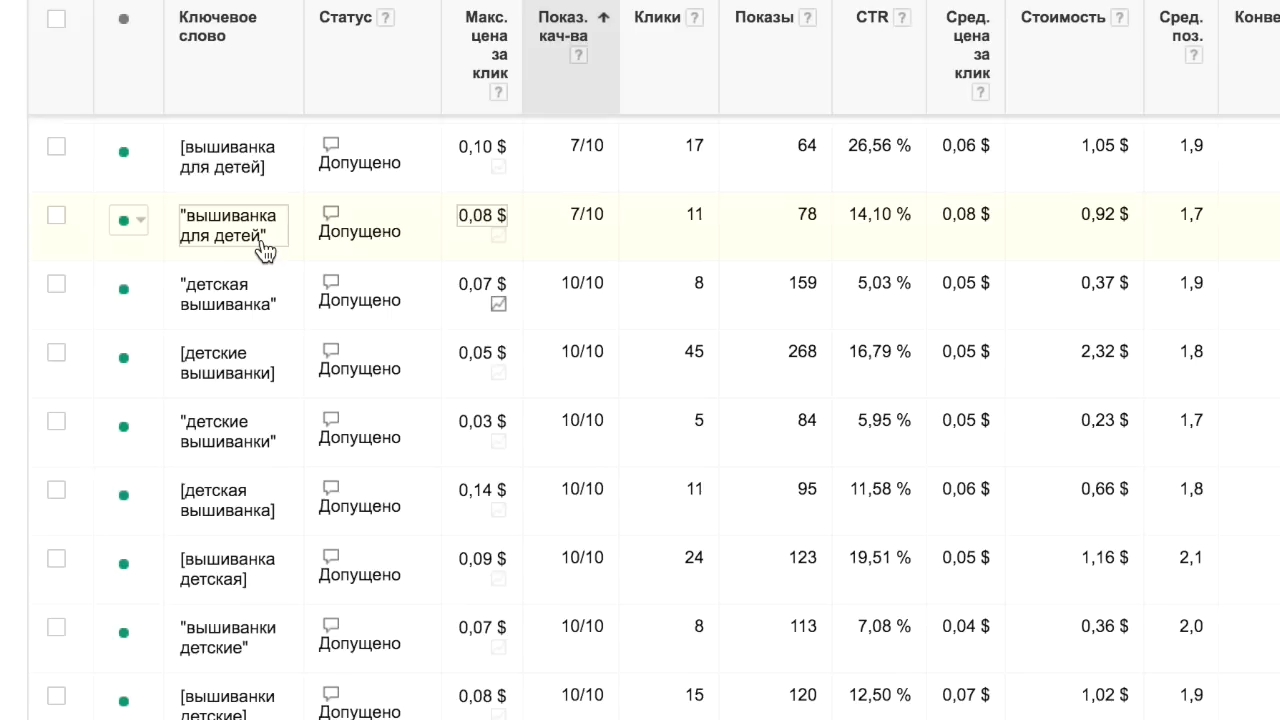 Ключевое слово Статус ? Макс. цена за клик ? Показ. кач-ва ? Клики ? Показы ? CTR ? Сред. цена за клик ? Стоимость ? Сред. поз. ? Конве
[вышиванка для детей] Допущено 0,10 $ 7/10 17 64 26,56 % 0,06 $ 1,05 $ 1,9
"вышиванка для детей" Допущено 0,08 $ 7/10 11 78 14,10 % 0,08 $ 0,92 $ 1,7
"детская вышиванка" Допущено 0,07 $ 10/10 8 159 5,03 % 0,05 $ 0,37 $ 1,9
[детские вышиванки] Допущено 0,05 $ 10/10 45 268 16,79 % 0,05 $ 2,32 $ 1,8
"детские вышиванки" Допущено 0,03 $ 10/10 5 84 5,95 % 0,05 $ 0,23 $ 1,7
[детская вышиванка] Допущено 0,14 $ 10/10 11 95 11,58 % 0,06 $ 0,66 $ 1,8
[вышиванка детская] Допущено 0,09 $ 10/10 24 123 19,51 % 0,05 $ 1,16 $ 2,1
"вышиванки детские" Допущено 0,07 $ 10/10 8 113 7,08 % 0,04 $ 0,36 $ 2,0
[вышиванки детские] Допущено 0,08 $ 10/10 15 120 12,50 % 0,07 $ 1,02 $ 1,9